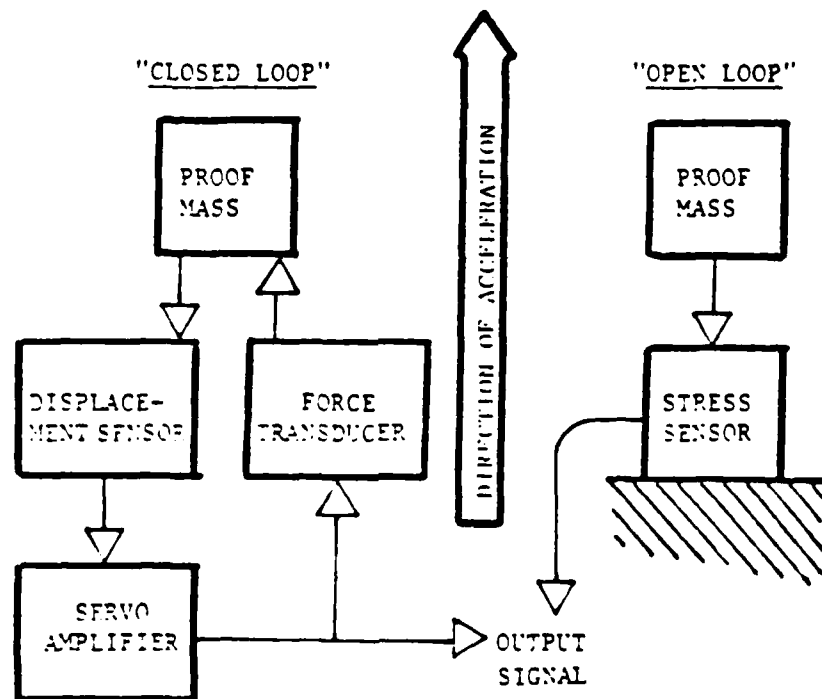 "CLOSED LOOP"
PROOF
MASS
DISPLACE-
MENT SENSOR
FORCE
TRANSDUCER
SERVO
AMPLIFIER
DIRECTION OF ACCELERATION
"OPEN LOOP"
PROOF
MASS
STRESS
SENSOR
OUTPUT
SIGNAL